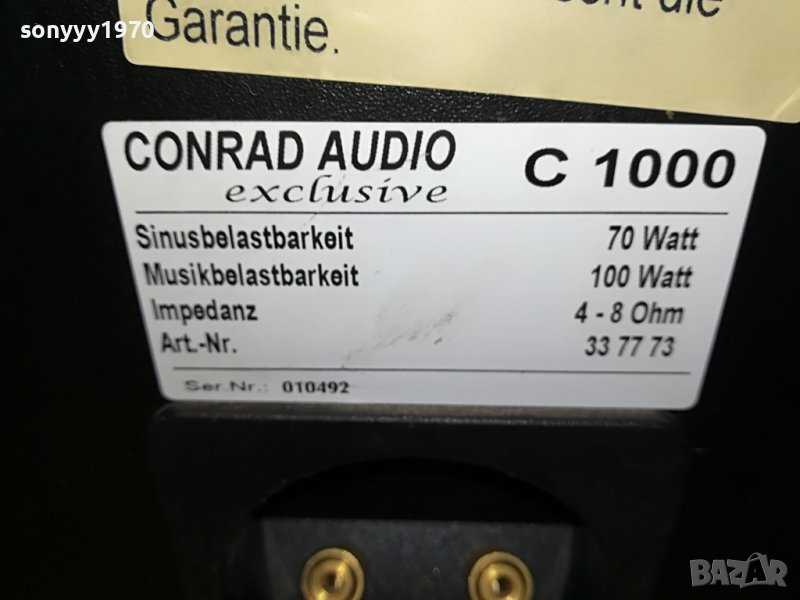 sonyyy1970
die
Garantie.
CONRAD AUDIO C 1000
exclusive
Sinusbelastbarkeit 70 Watt
Musikbelastbarkeit 100 Watt
Impedanz 4 - 8 Ohm
Art.-Nr. 33 77 73
Ser.Nr.: 010492
BAZAR